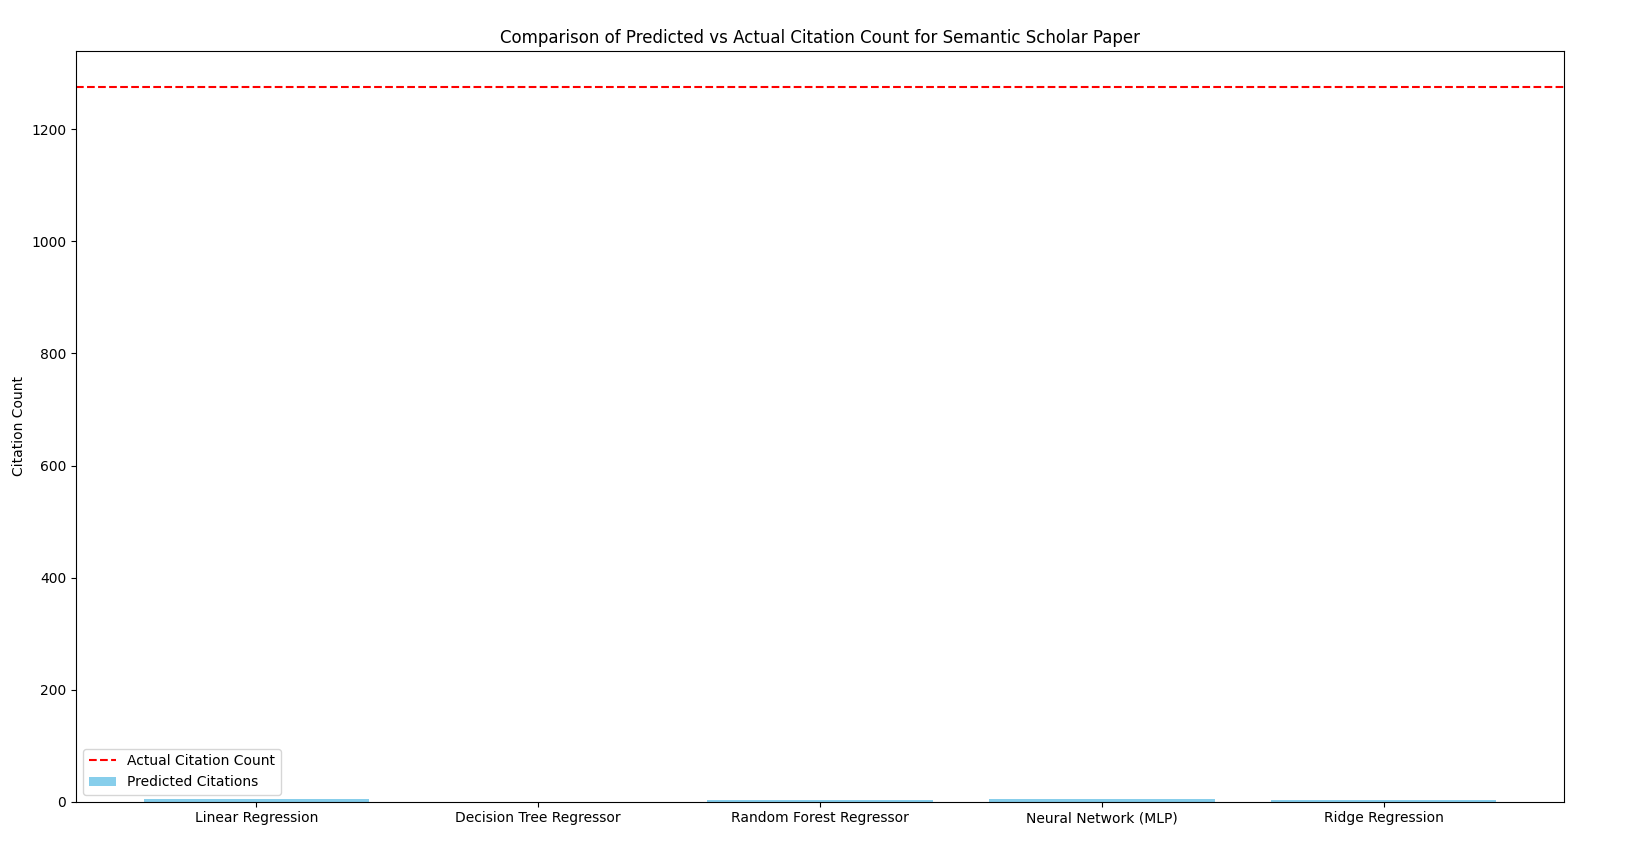 Comparison of Predicted vs Actual Citation Count for Semantic Scholar Paper
Citation Count
1200
1000
800
600
400
200
0
Actual Citation Count
Predicted Citations
Linear Regression
Decision Tree Regressor
Random Forest Regressor
Neural Network (MLP)
Ridge Regression